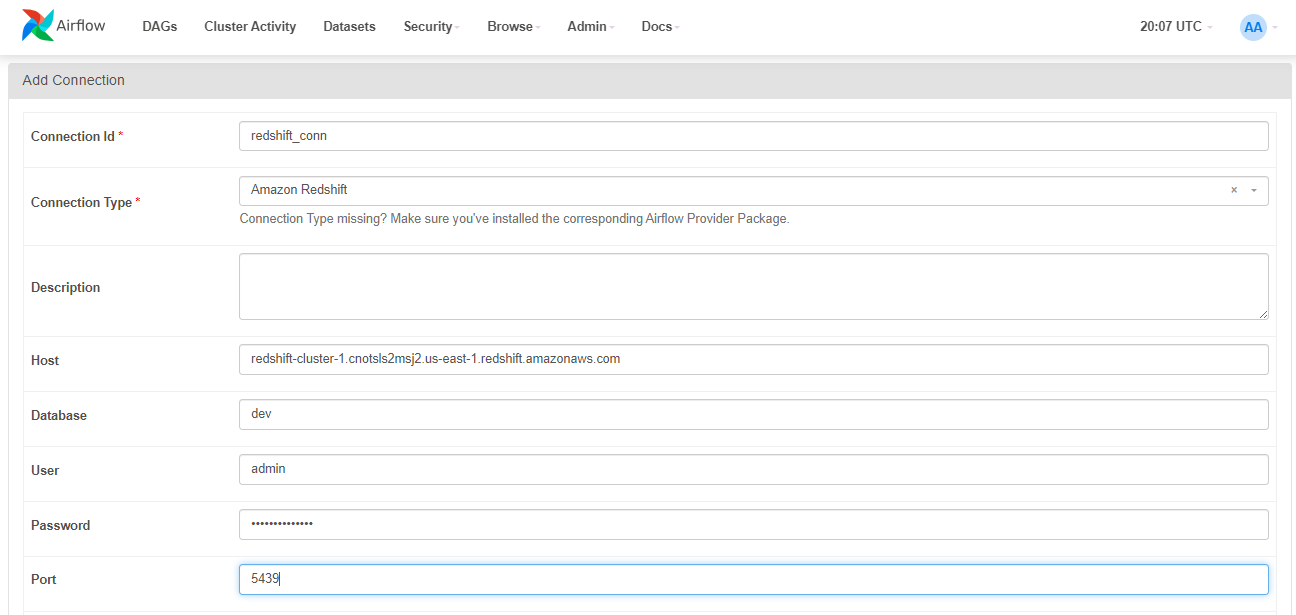 Airflow DAGs Cluster Activity Datasets Security Browse Admin Docs 20:07 UTC AA
Add Connection
Connection Id * redshift_conn
Connection Type * Amazon Redshift ×
Connection Type missing? Make sure you've installed the corresponding Airflow Provider Package.
Description
Host redshift-cluster-1.cnotsls2msj2.us-east-1.redshift.amazonaws.com
Database dev
User admin
Password ••••••••••••••
Port 5439